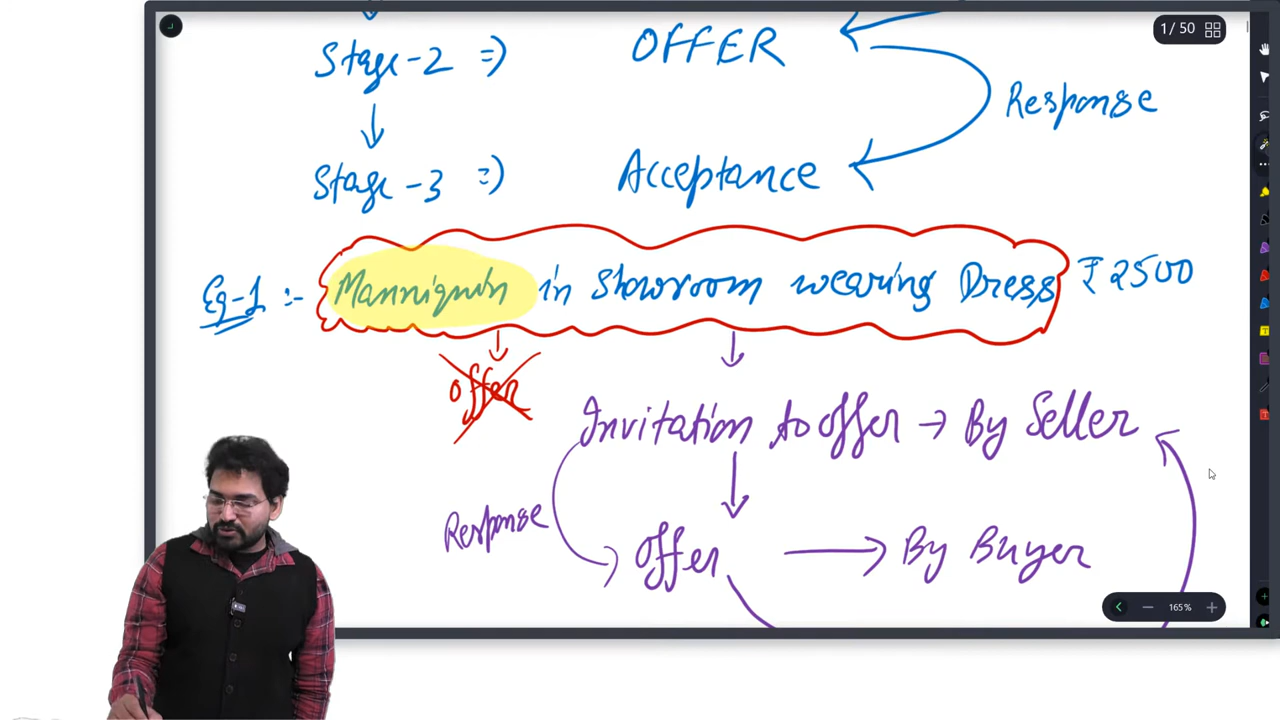 1 / 50
Stage-2 => OFFER
Response
Stage-3 => Acceptance
Eg-1 :- Manniquin in Showroom wearing Dress ₹2500
Offer
Invitation to offer → By Seller
Response
Offer → By Buyer
165%